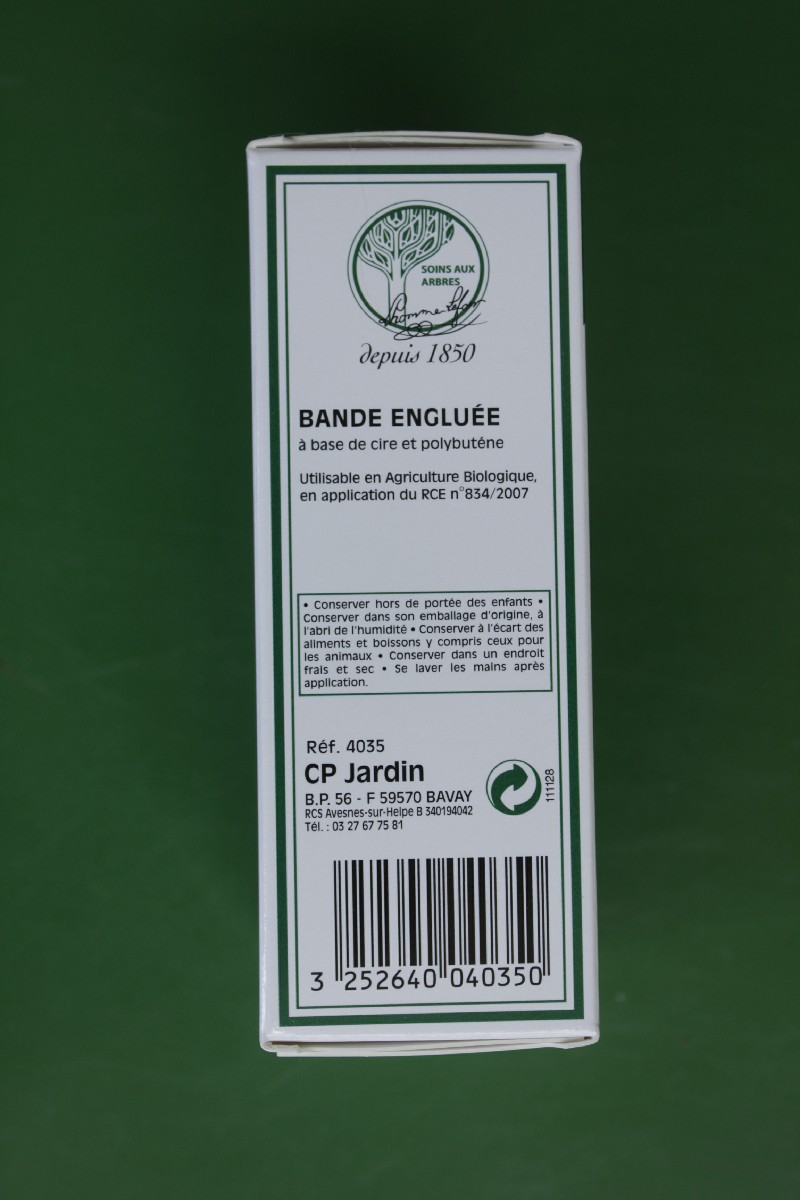 SOINS AUX
ARBRES
Lhomme Lefort
depuis 1850
BANDE ENGLUÉE
à base de cire et polybuténe
Utilisable en Agriculture Biologique,
en application du RCE n°834/2007
• Conserver hors de portée des enfants •
Conserver dans son emballage d'origine, à
l'abri de l'humidité • Conserver à l'écart des
aliments et boissons y compris ceux pour
les animaux • Conserver dans un endroit
frais et sec • Se laver les mains après
application.
Réf. 4035
CP Jardin
B.P. 56 - F 59570 BAVAY
RCS Avesnes-sur-Helpe B 340194042
Tél. : 03 27 67 75 81
111128
3 252640 040350